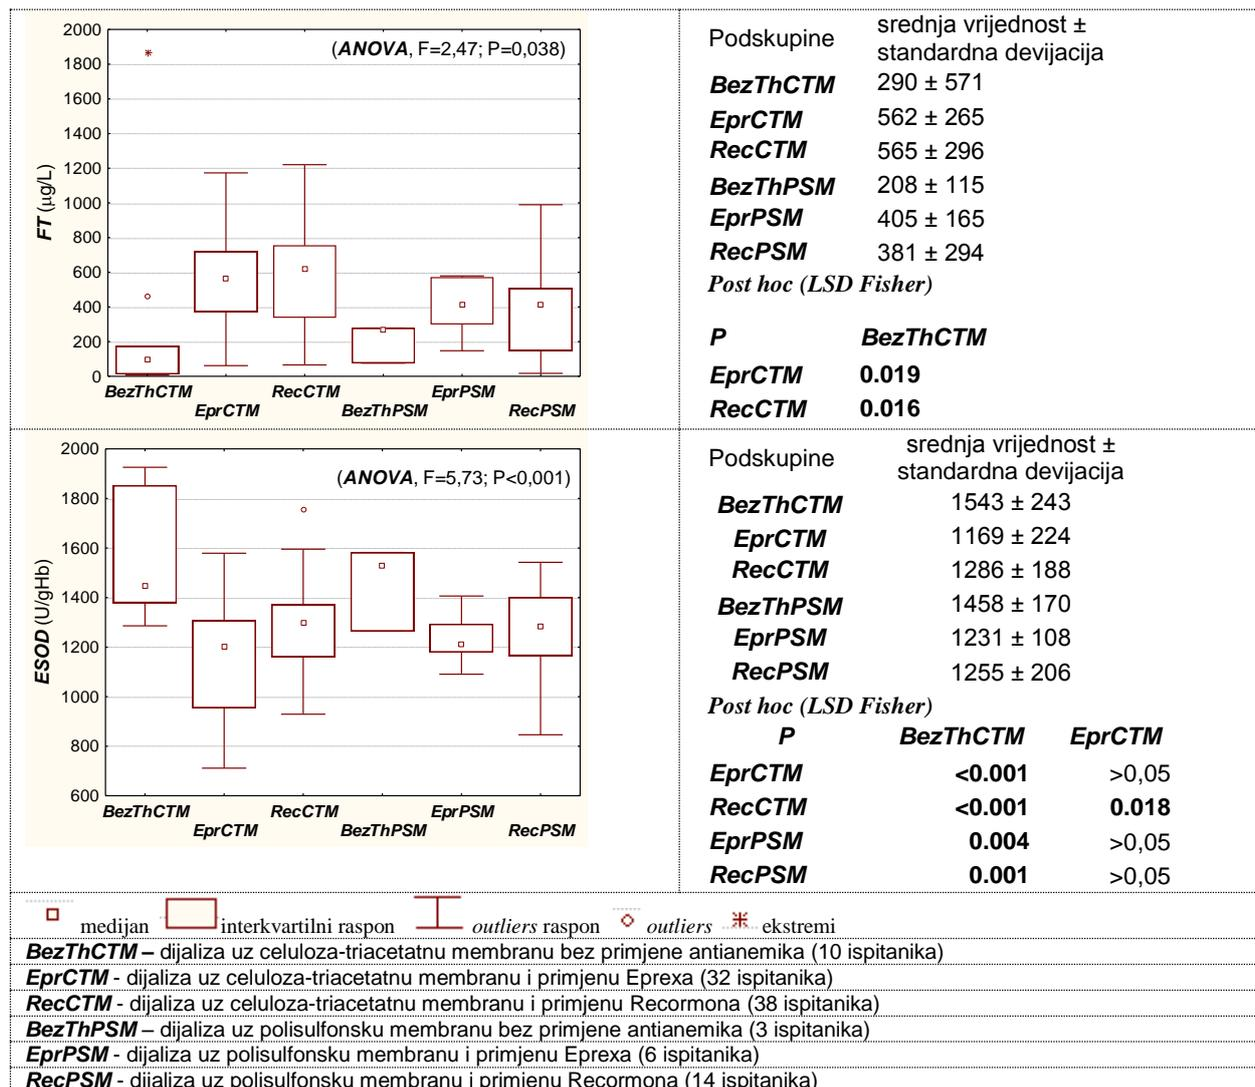 2000
1800
1600
1400
1200
1000
800
600
400
200
0
FT (µg/L)
(ANOVA, F=2,47; P=0,038)
BezThCTM
EprCTM
RecCTM
BezThPSM
EprPSM
RecPSM
Podskupine srednja vrijednost ±
standardna devijacija
BezThCTM 290 ± 571
EprCTM 562 ± 265
RecCTM 565 ± 296
BezThPSM 208 ± 115
EprPSM 405 ± 165
RecPSM 381 ± 294
Post hoc (LSD Fisher)
P BezThCTM
EprCTM 0.019
RecCTM 0.016
2000
1800
1600
1400
1200
1000
800
600
ESOD (U/gHb)
(ANOVA, F=5,73; P<0,001)
BezThCTM
EprCTM
RecCTM
BezThPSM
EprPSM
RecPSM
Podskupine srednja vrijednost ±
standardna devijacija
BezThCTM 1543 ± 243
EprCTM 1169 ± 224
RecCTM 1286 ± 188
BezThPSM 1458 ± 170
EprPSM 1231 ± 108
RecPSM 1255 ± 206
Post hoc (LSD Fisher)
P BezThCTM EprCTM
EprCTM <0.001 >0,05
RecCTM <0.001 0.018
EprPSM 0.004 >0,05
RecPSM 0.001 >0,05
medijan interkvartilni raspon outliers raspon outliers ekstremi
BezThCTM – dijaliza uz celuloza-triacetatnu membranu bez primjene antianemika (10 ispitanika)
EprCTM - dijaliza uz celuloza-triacetatnu membranu i primjenu Eprexa (32 ispitanika)
RecCTM - dijaliza uz celuloza-triacetatnu membranu i primjenu Recormona (38 ispitanika)
BezThPSM – dijaliza uz polisulfonsku membranu bez primjene antianemika (3 ispitanika)
EprPSM - dijaliza uz polisulfonsku membranu i primjenu Eprexa (6 ispitanika)
RecPSM - dijaliza uz polisulfonsku membranu i primjenu Recormona (14 ispitanika)